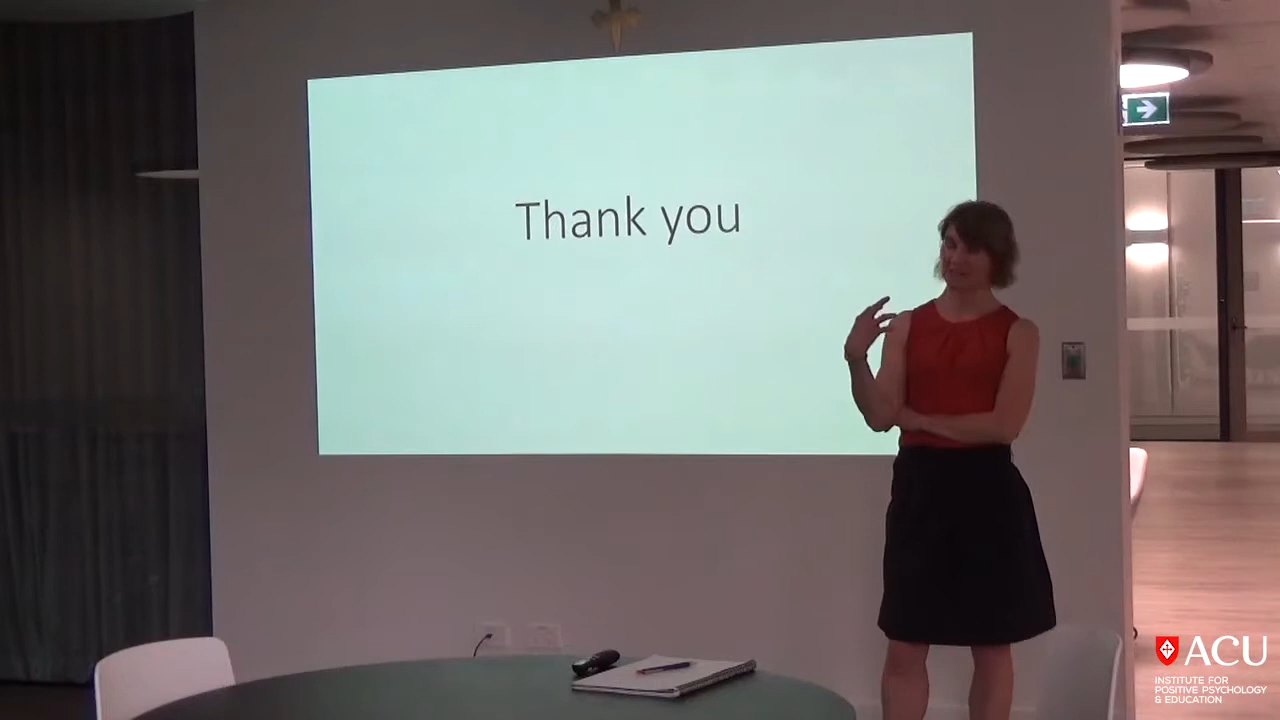 Thank you
ACU
INSTITUTE FOR
POSITIVE PSYCHOLOGY
& EDUCATION